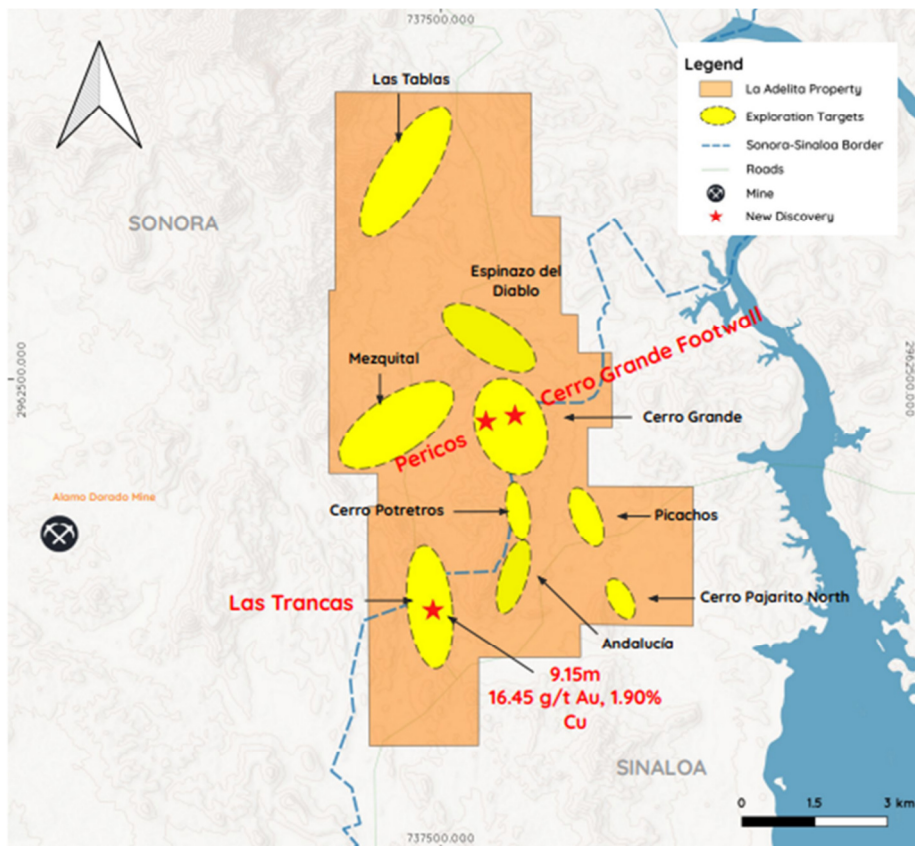 737500.000
Legend
La Adelita Property
Exploration Targets
Sonora-Sinaloa Border
Roads
Mine
New Discovery
Las Tablas
SONORA
Espinazo del
Diablo
Cerro Grande Footwall
2962500.000
2962500.000
Mezquital
Cerro Grande
Pericos
Alamo Dorado Mine
Cerro Potretros
Picachos
Las Trancas
Cerro Pajarito North
Andalucía
9.15m
16.45 g/t Au, 1.90%
Cu
SINALOA
0 1.5 3 km
737500.000